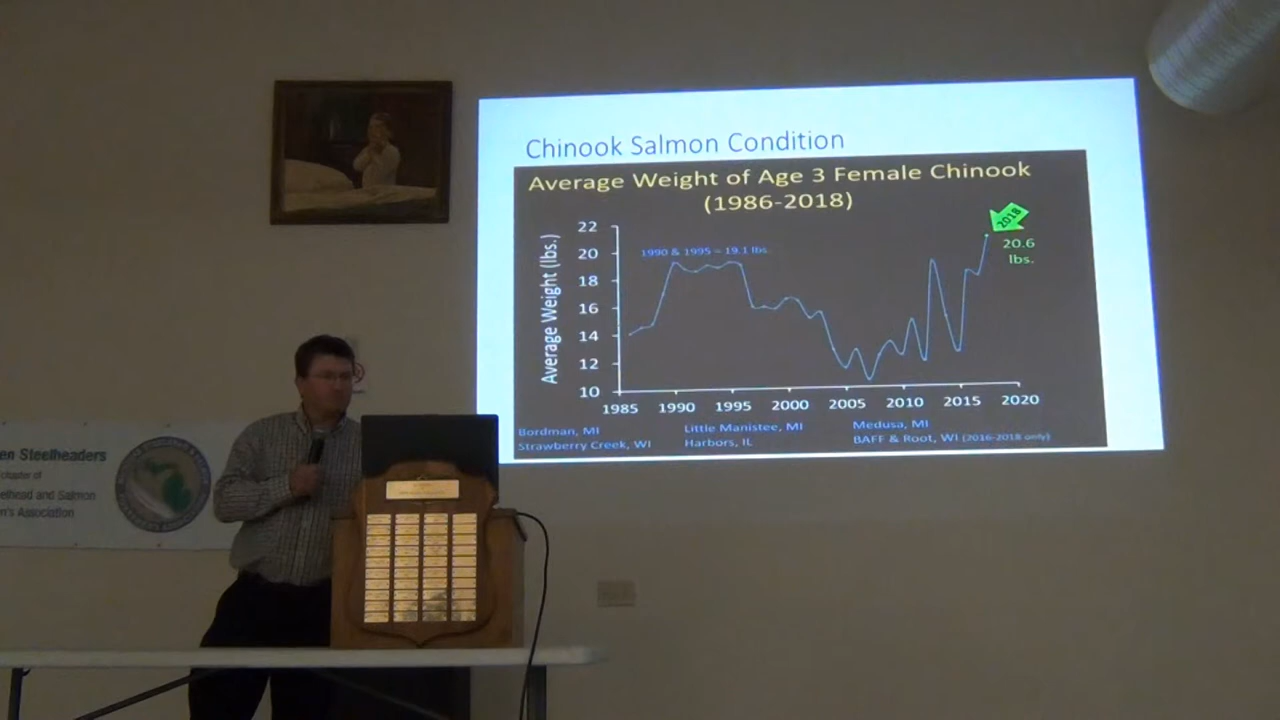 Chinook Salmon Condition
Average Weight of Age 3 Female Chinook
(1986-2018)
Average Weight (lbs.)
22
20
18
16
14
12
10
1985 1990 1995 2000 2005 2010 2015 2020
1990 & 1995 – 19.1 lbs.
2018
20.6
lbs.
Bordman, MI
Strawberry Creek, WI
Little Manistee, MI
Harbors, IL
Medusa, MI
BAFF & Root, WI (2016-2018 only)
en Steelheaders
chapter of
elhead and Salmon
en's Association